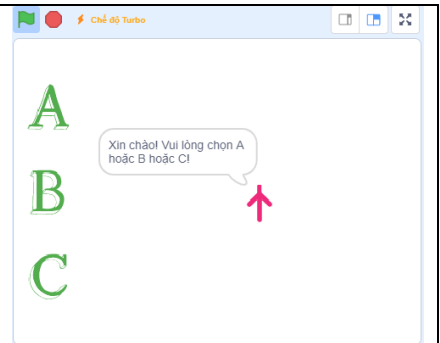 Chế độ Turbo
A
Xin chào! Vui lòng chọn A
hoặc B hoặc C!
B
C